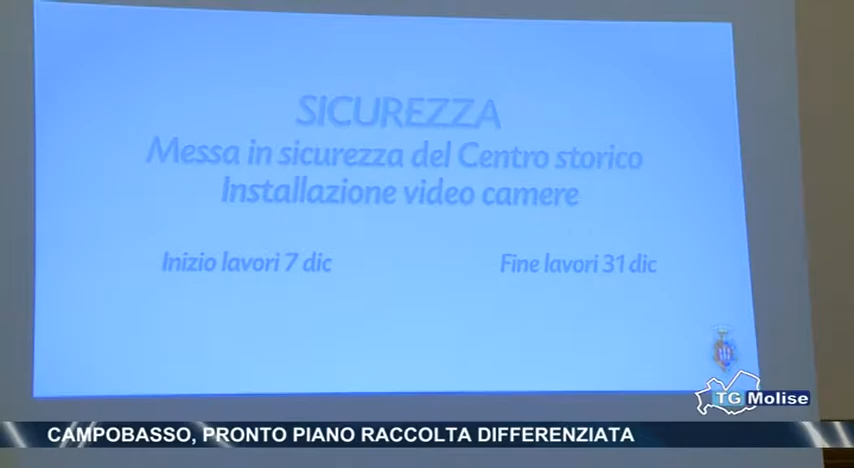 SICUREZZA
Messa in sicurezza del Centro storico
Installazione video camere
Inizio lavori 7 dic
Fine lavori 31 dic
TG Molise
CAMPOBASSO, PRONTO PIANO RACCOLTA DIFFERENZIATA